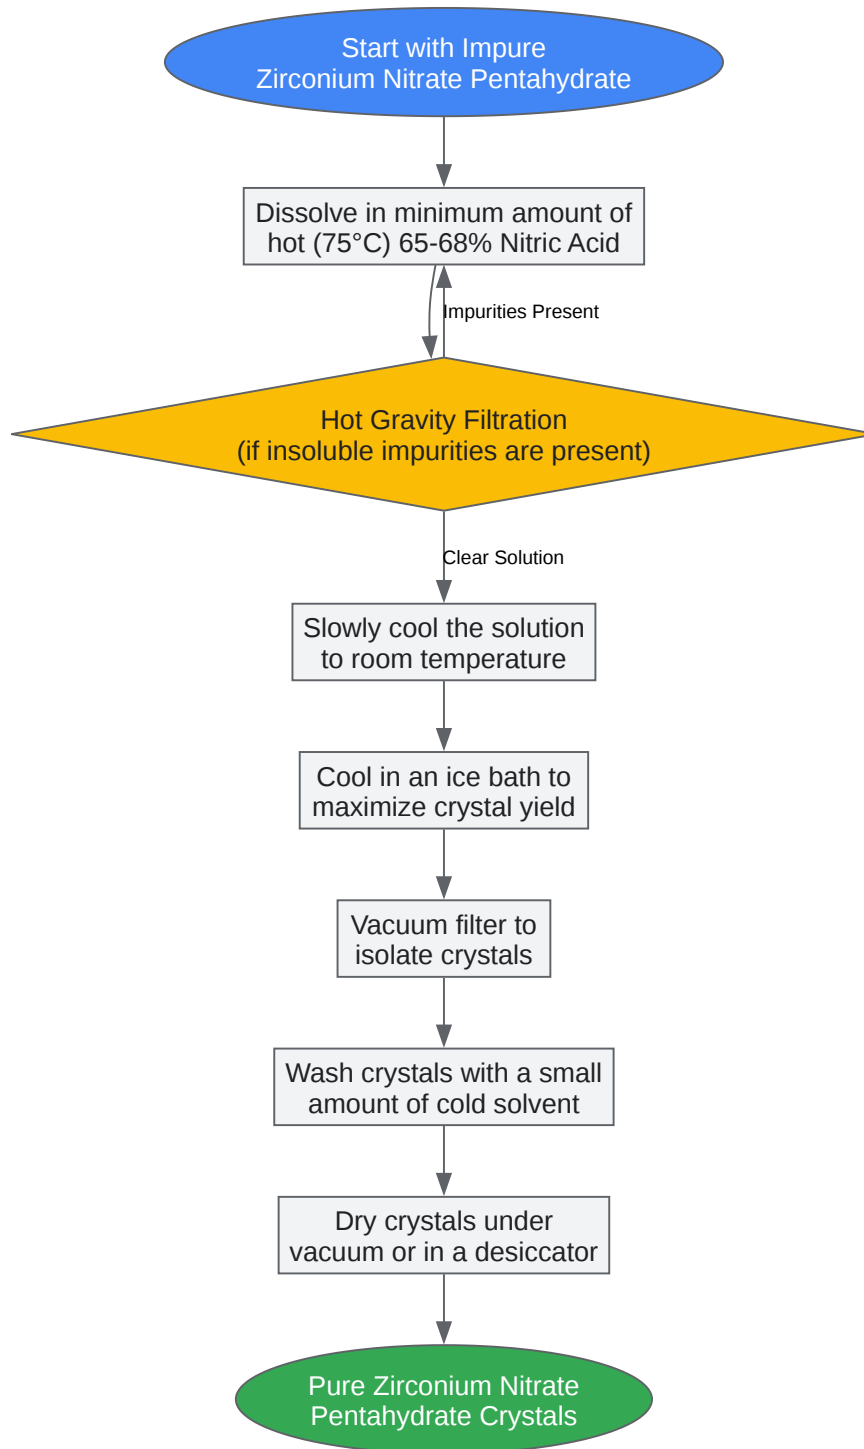 Start with Impure
Zirconium Nitrate Pentahydrate
Dissolve in minimum amount of
hot (75°C) 65-68% Nitric Acid
Impurities Present
Hot Gravity Filtration
(if insoluble impurities are present)
Clear Solution
Slowly cool the solution
to room temperature
Cool in an ice bath to
maximize crystal yield
Vacuum filter to
isolate crystals
Wash crystals with a small
amount of cold solvent
Dry crystals under
vacuum or in a desiccator
Pure Zirconium Nitrate
Pentahydrate Crystals